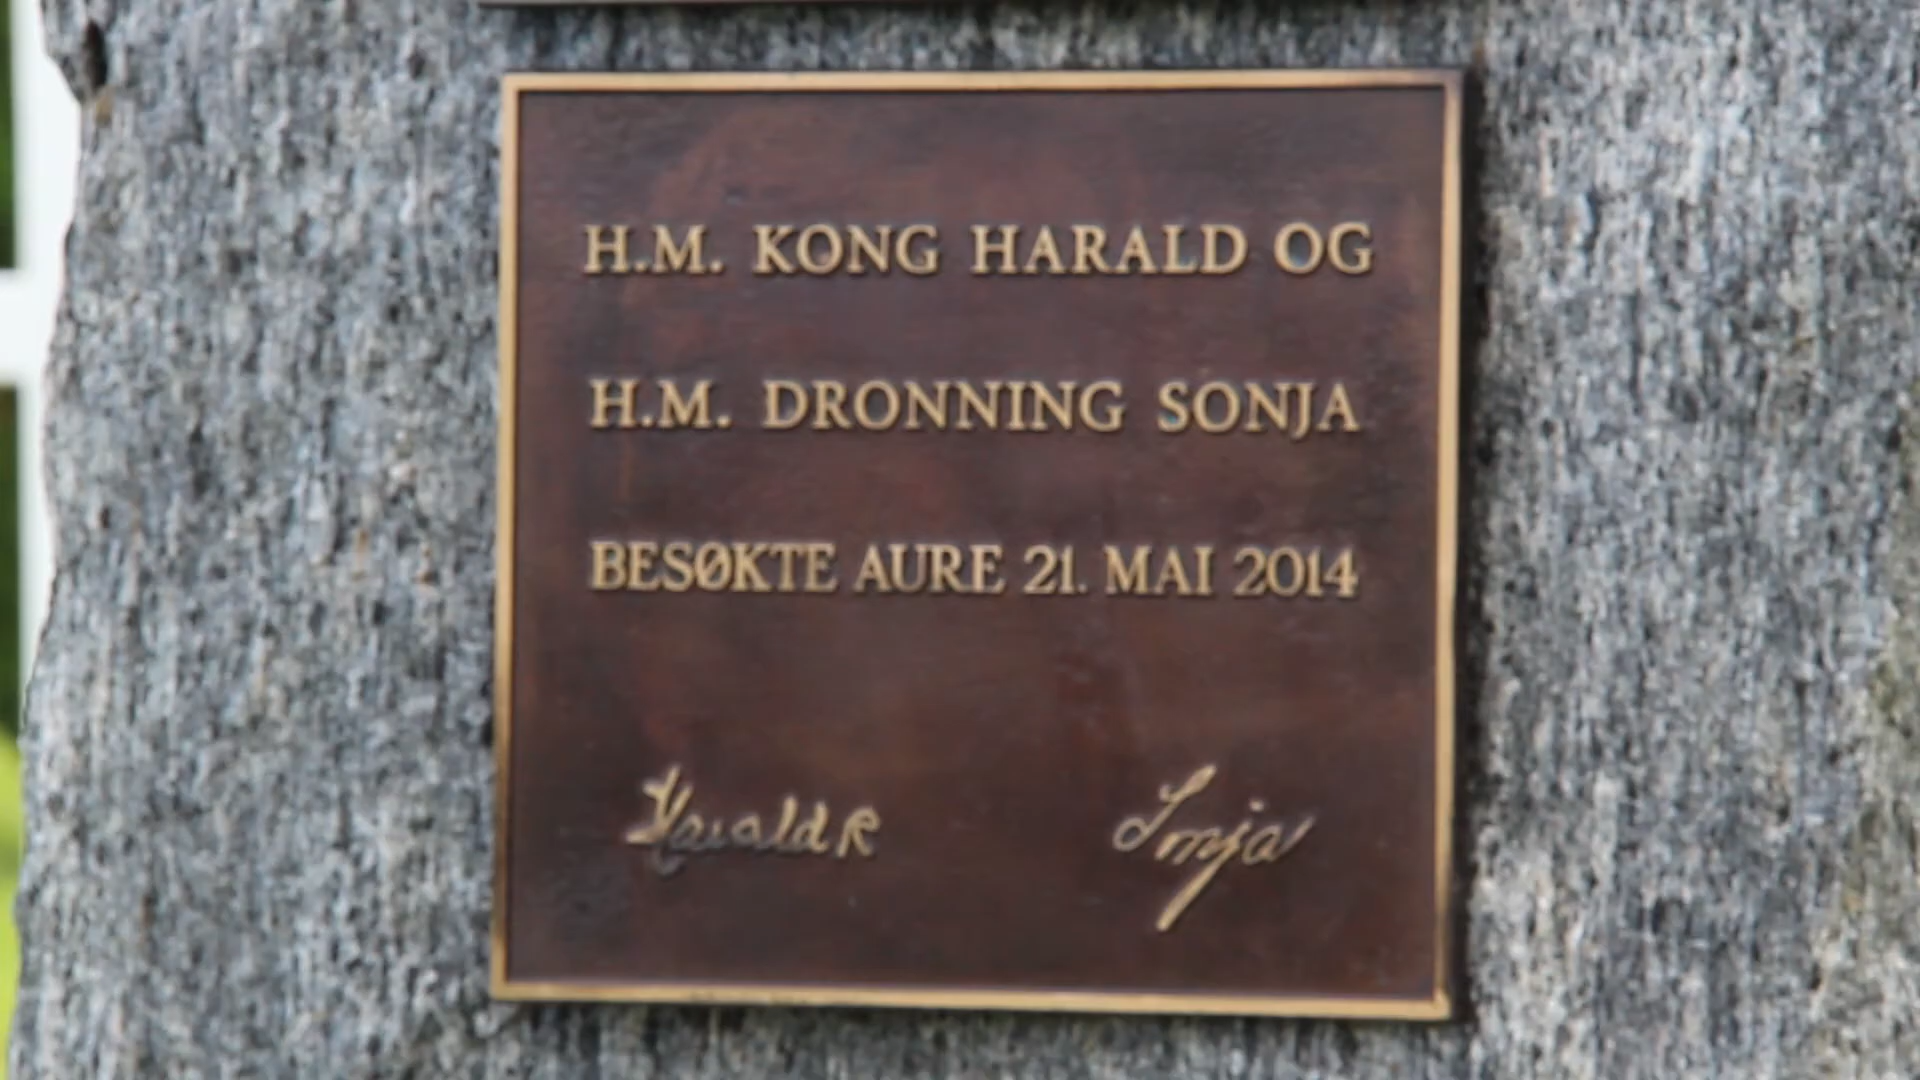 H.M. KONG HARALD OG
H.M. DRONNING SONJA
BESØKTE AURE 21. MAI 2014
Harald R Sonja